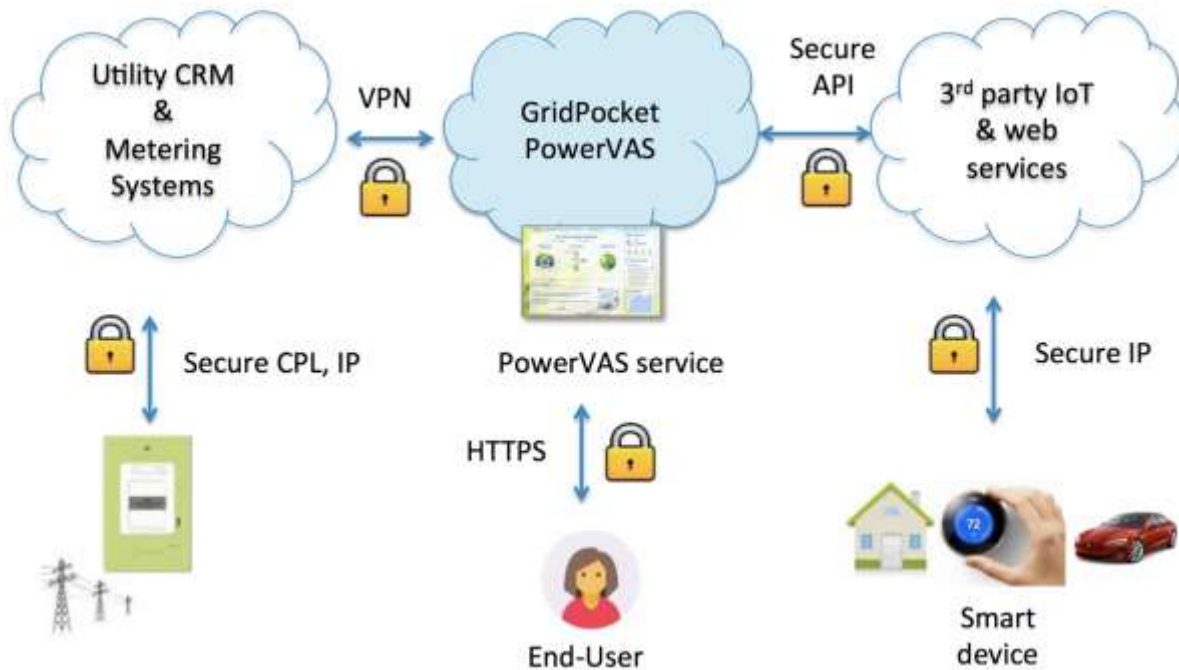 Utility CRM
&
Metering
Systems
VPN
GridPocket
PowerVAS
Secure
API
3rd party IoT
& web
services
Secure CPL, IP
PowerVAS service
Secure IP
HTTPS
72
End-User
Smart
device